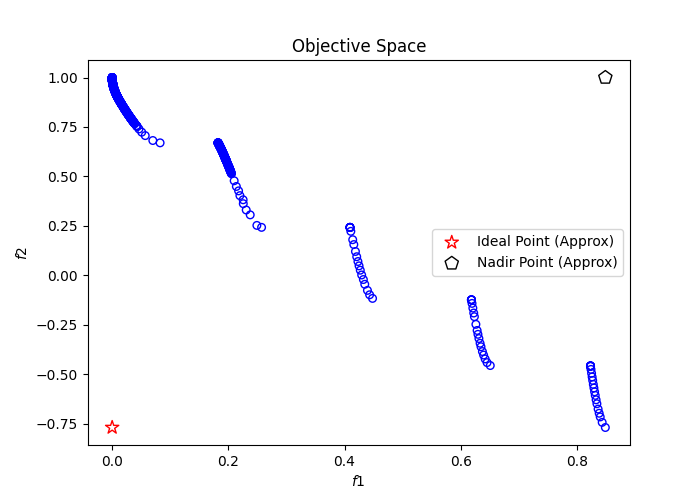 Objective Space
1.00
0.75
0.50
0.25
0.00
−0.25
−0.50
−0.75
f2
Ideal Point (Approx)
Nadir Point (Approx)
0.0 0.2 0.4 0.6 0.8
f1